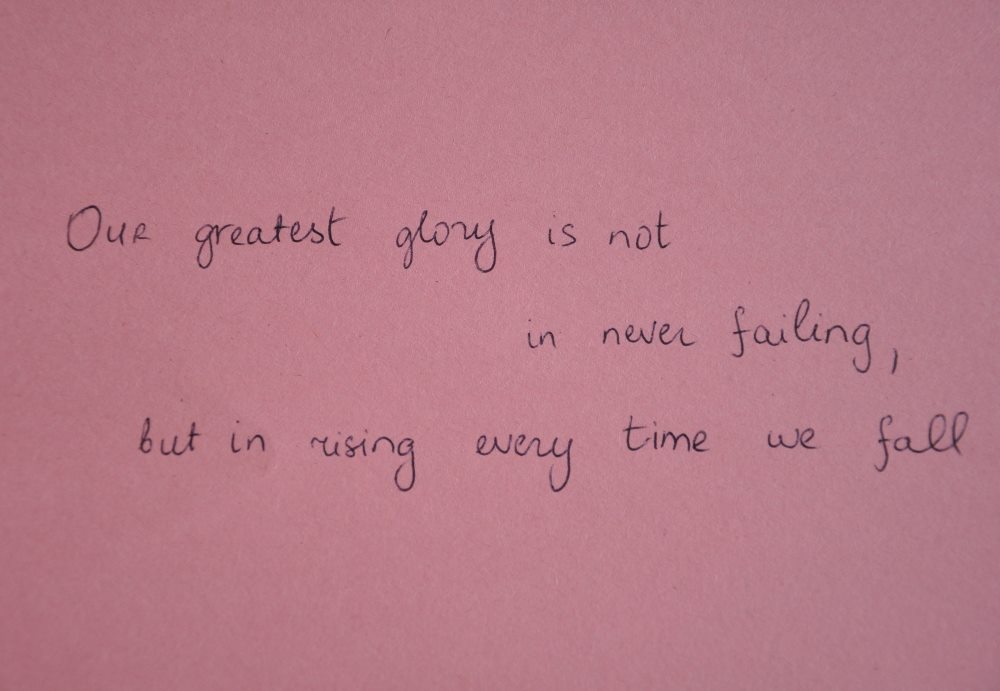 Our greatest glory is not
in never failing,
but in rising every time we fall